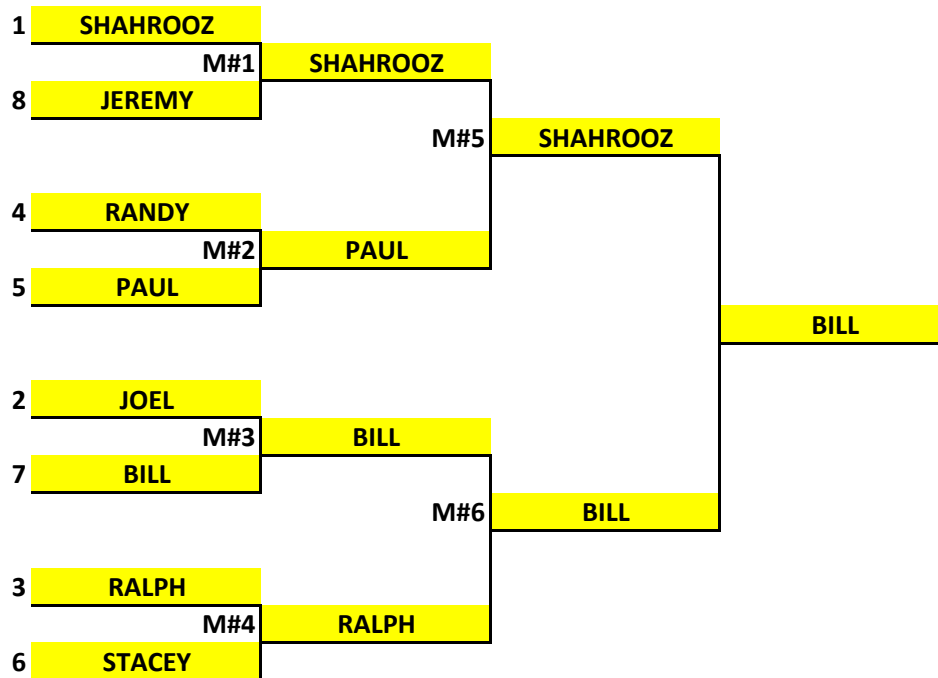 1 SHAHROOZ
M#1 SHAHROOZ
8 JEREMY
M#5 SHAHROOZ
4 RANDY
M#2 PAUL
5 PAUL
BILL
2 JOEL
M#3 BILL
7 BILL
M#6 BILL
3 RALPH
M#4 RALPH
6 STACEY